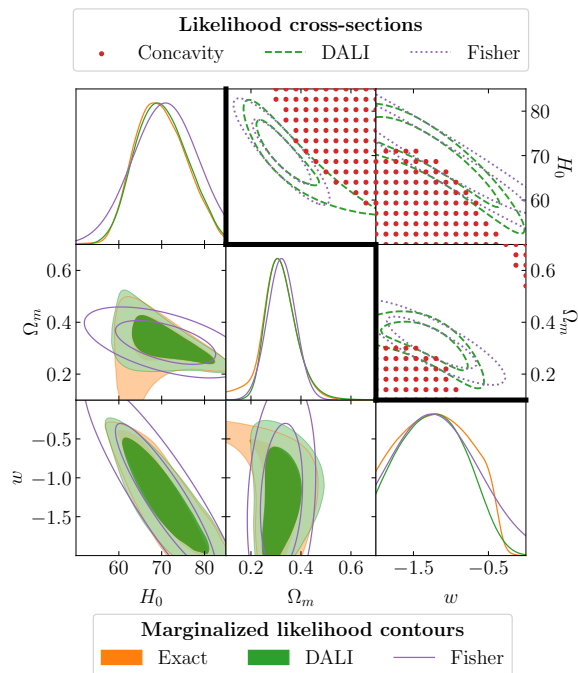 Likelihood cross-sections
Concavity DALI Fisher
80
70
60
H₀
0.6
0.4
0.2
Ωₘ
0.6
0.4
0.2
Ωₘ
−0.5
−1.0
−1.5
w
60 70 80
0.2 0.4 0.6
−1.5 −0.5
H₀ Ωₘ w
Marginalized likelihood contours
Exact DALI Fisher